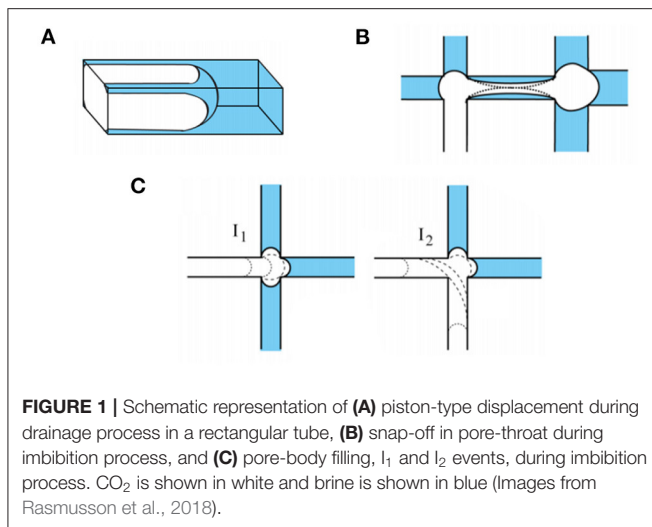 A
B
C
I₁
I₂
FIGURE 1 | Schematic representation of (A) piston-type displacement during
drainage process in a rectangular tube, (B) snap-off in pore-throat during
imbibition process, and (C) pore-body filling, I₁ and I₂ events, during imbibition
process. CO₂ is shown in white and brine is shown in blue (Images from
Rasmusson et al., 2018).